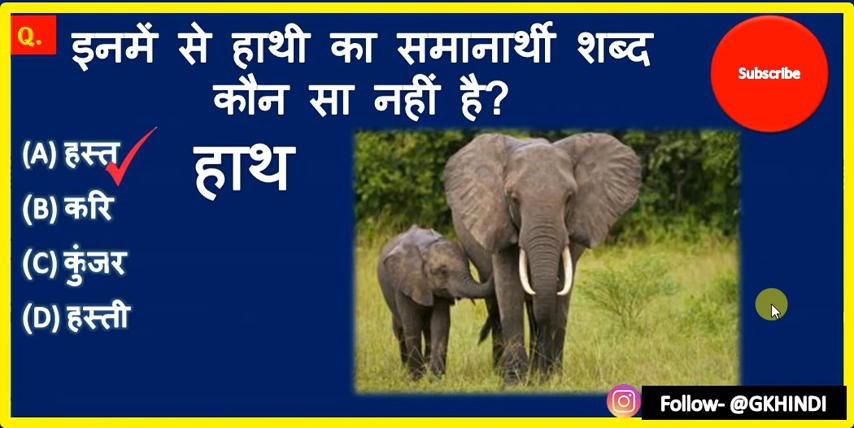 Q.
इनमें से हाथी का समानार्थी शब्द
कौन सा नहीं है?
Subscribe
(A) हस्त
हाथ
(B) करि
(C) कुंजर
(D) हस्ती
Follow- @GKHINDI